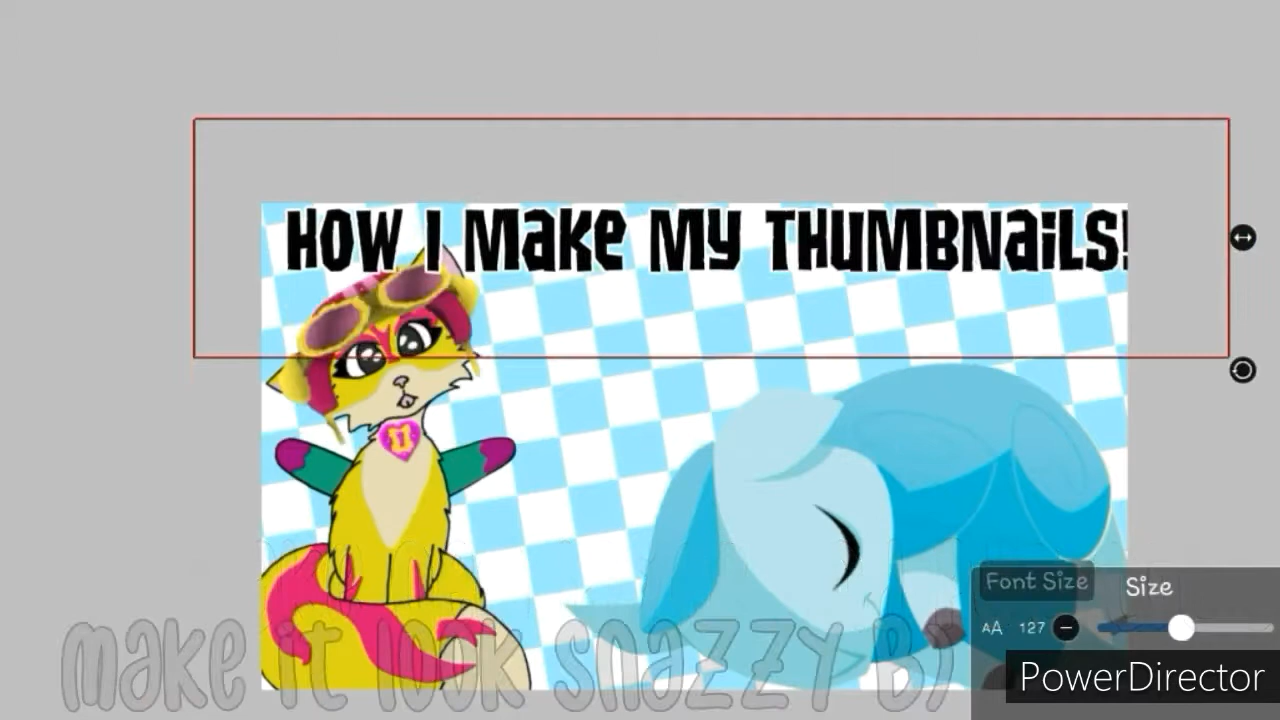 HOW I MaKe MY THUMBNaiLS!
Font Size
Size
AA 127
make it look snazzy B)
PowerDirector